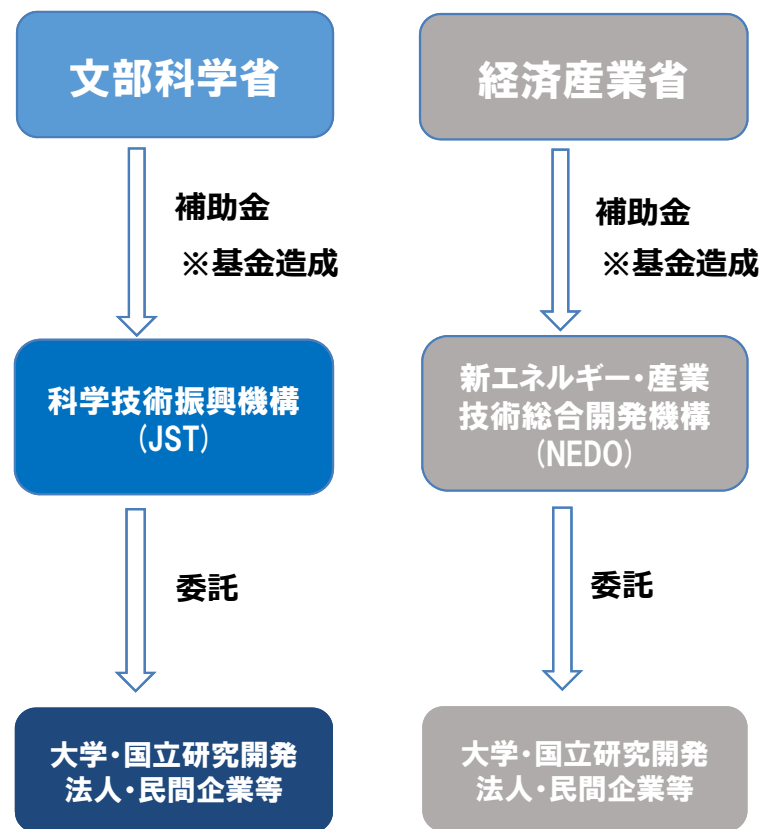 文部科学省
補助金
※基金造成
科学技術振興機構
(JST)
委託
大学・国立研究開発
法人・民間企業等
経済産業省
補助金
※基金造成
新エネルギー・産業
技術総合開発機構
(NEDO)
委託
大学・国立研究開発
法人・民間企業等